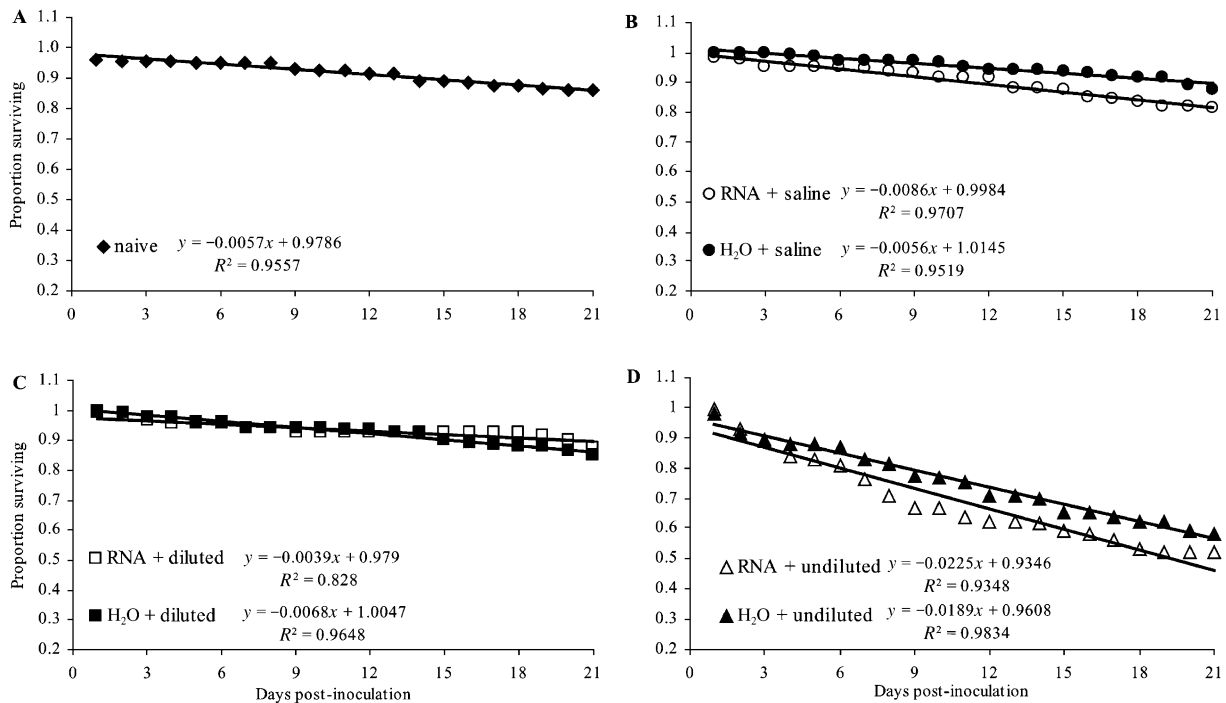 A
1.1
1.0
0.9
0.8
0.7
0.6
0.5
0.4
0.3
0.2
Proportion surviving
naive y = −0.0057x + 0.9786
R² = 0.9557
0 3 6 9 12 15 18 21
B
1.1
1
0.9
0.8
0.7
0.6
0.5
0.4
0.3
0.2
RNA + saline y = −0.0086x + 0.9984
R² = 0.9707
H₂O + saline y = −0.0056x + 1.0145
R² = 0.9519
0 3 6 9 12 15 18 21
C
1.1
1
0.9
0.8
0.7
0.6
0.5
0.4
0.3
0.2
Proportion surviving
RNA + diluted y = −0.0039x + 0.979
R² = 0.828
H₂O + diluted y = −0.0068x + 1.0047
R² = 0.9648
0 3 6 9 12 15 18 21
Days post-inoculation
D
1.1
1
0.9
0.8
0.7
0.6
0.5
0.4
0.3
0.2
RNA + undiluted y = −0.0225x + 0.9346
R² = 0.9348
H₂O + undiluted y = −0.0189x + 0.9608
R² = 0.9834
0 3 6 9 12 15 18 21
Days post-inoculation